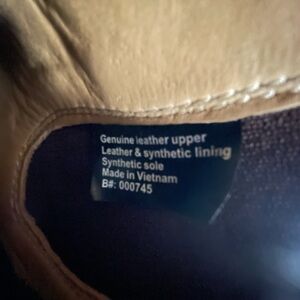 Genuine leather upper
Leather & synthetic lining
Synthetic sole
Made in Vietnam
B#: 000745